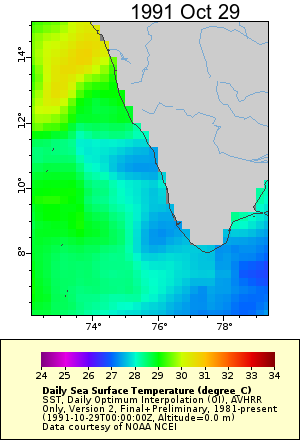 1991 Oct 29
14°
12°
10°
8°
74° 76° 78°
24 25 26 27 28 29 30 31 32 33 34
Daily Sea Surface Temperature (degree_C)
SST, Daily Optimum Interpolation (OI), AVHRR
Only, Version 2, Final+Preliminary, 1981-present
(1991-10-29T00:00:00Z, Altitude=0.0 m)
Data courtesy of NOAA NCEI